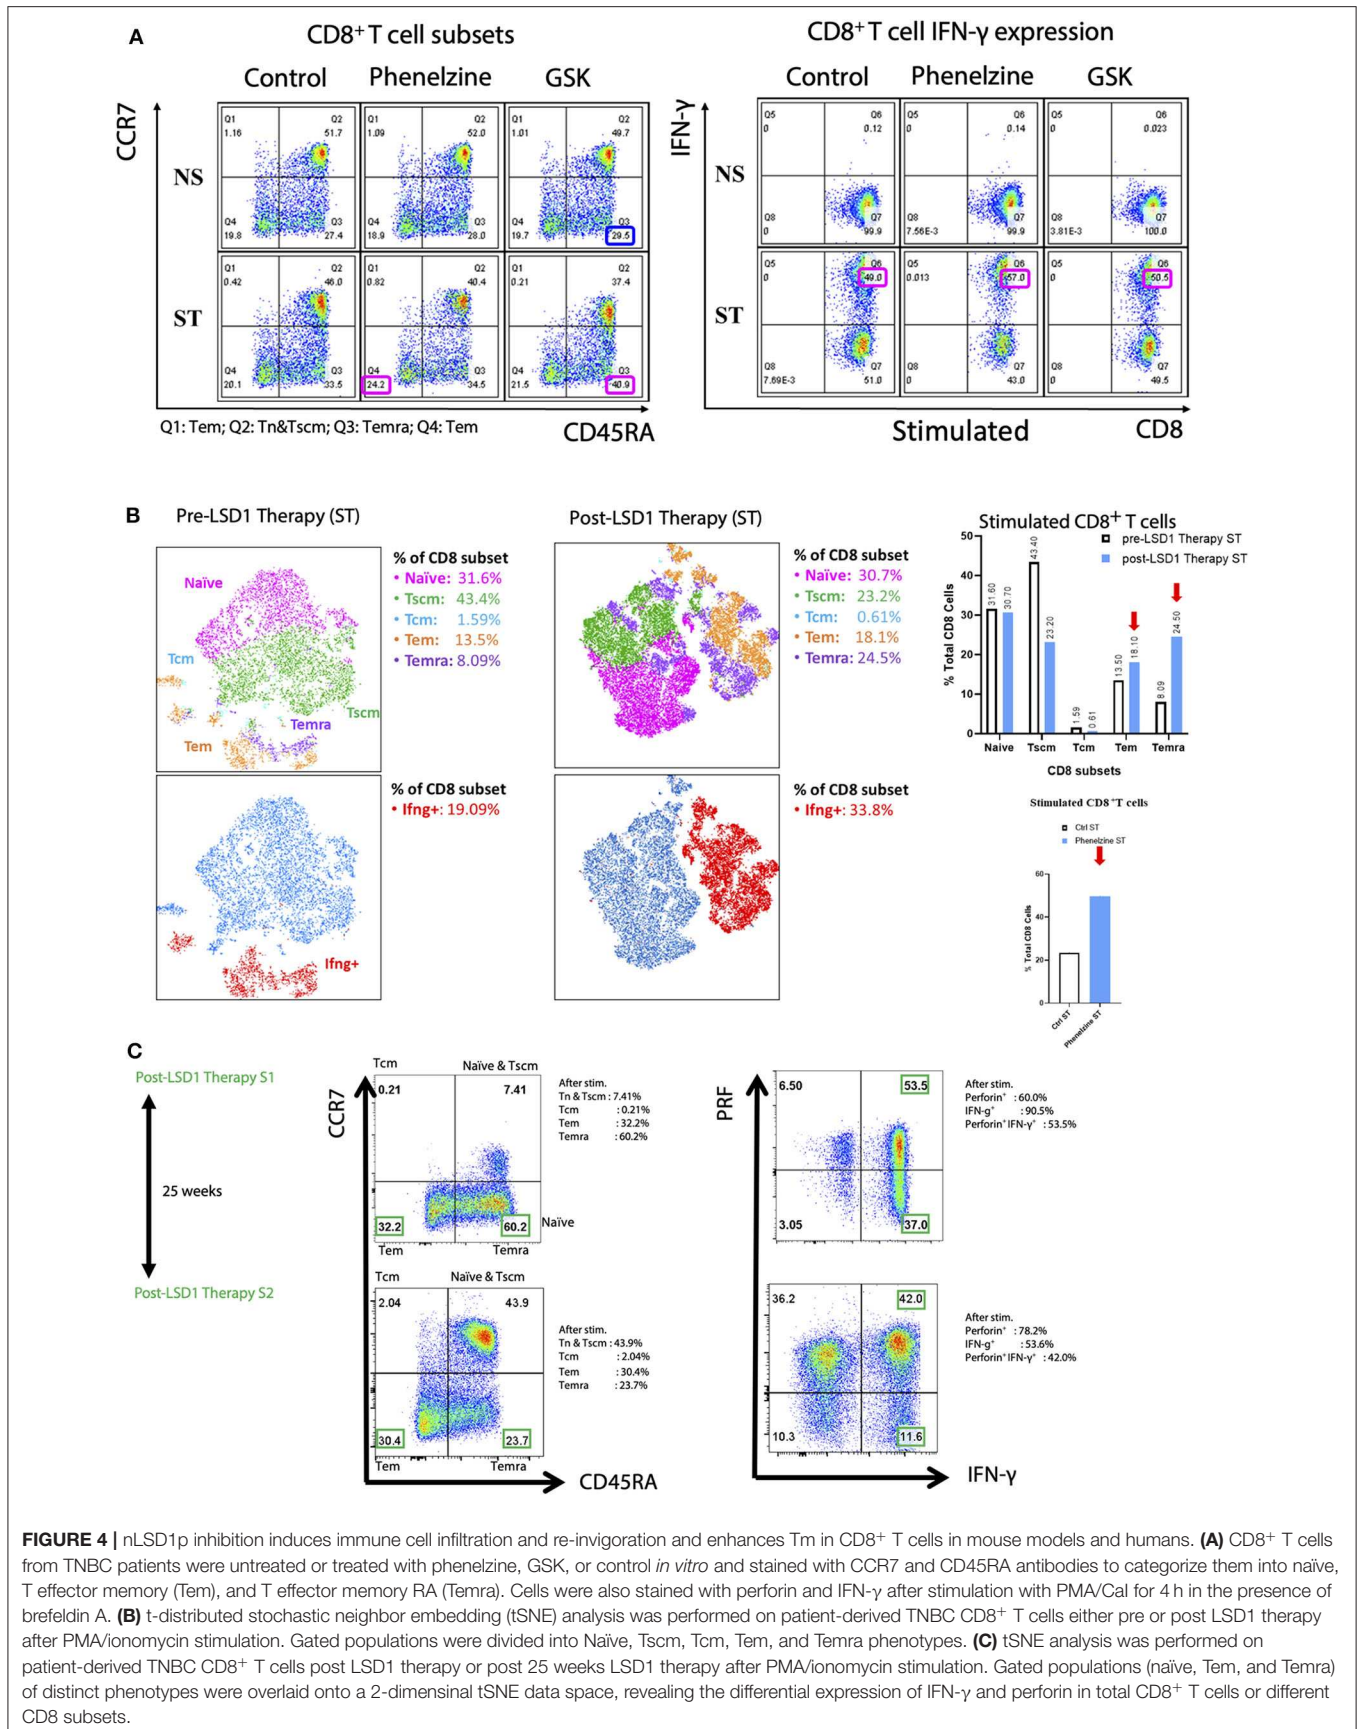 A
CD8+ T cell subsets
Control Phenelzine GSK
CCR7
NS
Q1 1.16
Q2 51.7
Q4 19.8
Q3 27.4
Q1 1.09
Q2 52.0
Q4 18.9
Q3 28.0
Q1 1.01
Q2 49.7
Q4 19.7
Q3 29.5
ST
Q1 0.42
Q2 46.0
Q4 20.1
Q3 33.5
Q1 0.82
Q2 40.4
Q4 24.2
Q3 34.5
Q1 0.21
Q2 37.4
Q4 21.5
Q3 40.9
Q1: Tem; Q2: Tn&Tscm; Q3: Temra; Q4: Tem
CD45RA
CD8+ T cell IFN-γ expression
Control Phenelzine GSK
IFN-γ
NS
Q5 0
Q6 0.12
Q8 0
Q7 99.9
Q5 0
Q6 0.14
Q8 7.56E-3
Q7 99.9
Q5 0
Q6 0.023
Q8 3.81E-3
Q7 100.0
ST
Q5 0
Q6 49.0
Q8 7.69E-3
Q7 51.0
Q5 0.013
Q6 57.0
Q8 0
Q7 43.0
Q5 0
Q6 50.5
Q8 0
Q7 49.5
Stimulated
CD8
B
Pre-LSD1 Therapy (ST)
Naïve
Tcm
Tscm
Temra
Tem
% of CD8 subset
• Naïve: 31.6%
• Tscm: 43.4%
• Tcm: 1.59%
• Tem: 13.5%
• Temra: 8.09%
Ifng+
% of CD8 subset
• Ifng+: 19.09%
Post-LSD1 Therapy (ST)
% of CD8 subset
• Naïve: 30.7%
• Tscm: 23.2%
• Tcm: 0.61%
• Tem: 18.1%
• Temra: 24.5%
% of CD8 subset
• Ifng+: 33.8%
Stimulated CD8+ T cells
pre-LSD1 Therapy ST
post-LSD1 Therapy ST
% Total CD8 Cells
50
40
30
20
10
0
31.60
30.70
43.40
23.20
1.59
0.61
13.50
18.10
8.09
24.50
Naive Tscm Tcm Tem Temra
CD8 subsets
Stimulated CD8+T cells
Ctrl ST
Phenelzine ST
% Total CD8 Cells
60
40
20
0
Ctrl ST
Phenelzine ST
C
Post-LSD1 Therapy S1
25 weeks
Post-LSD1 Therapy S2
CCR7
Tcm Naïve & Tscm
0.21 7.41
32.2 60.2
Naïve
Tem Temra
After stim.
Tn & Tscm : 7.41%
Tcm : 0.21%
Tem : 32.2%
Temra : 60.2%
Tcm Naïve & Tscm
2.04 43.9
30.4 23.7
Tem Temra
After stim.
Tn & Tscm : 43.9%
Tcm : 2.04%
Tem : 30.4%
Temra : 23.7%
CD45RA
PRF
6.50 53.5
3.05 37.0
After stim.
Perforin+ : 60.0%
IFN-g+ : 90.5%
Perforin+IFN-γ+ : 53.5%
36.2 42.0
10.3 11.6
After stim.
Perforin+ : 78.2%
IFN-g+ : 53.6%
Perforin+IFN-γ+ : 42.0%
IFN-γ
FIGURE 4 | nLSD1p inhibition induces immune cell infiltration and re-invigoration and enhances Tm in CD8+ T cells in mouse models and humans. (A) CD8+ T cells
from TNBC patients were untreated or treated with phenelzine, GSK, or control in vitro and stained with CCR7 and CD45RA antibodies to categorize them into naïve,
T effector memory (Tem), and T effector memory RA (Temra). Cells were also stained with perforin and IFN-γ after stimulation with PMA/CaI for 4 h in the presence of
brefeldin A. (B) t-distributed stochastic neighbor embedding (tSNE) analysis was performed on patient-derived TNBC CD8+ T cells either pre or post LSD1 therapy
after PMA/ionomycin stimulation. Gated populations were divided into Naïve, Tscm, Tcm, Tem, and Temra phenotypes. (C) tSNE analysis was performed on
patient-derived TNBC CD8+ T cells post LSD1 therapy or post 25 weeks LSD1 therapy after PMA/ionomycin stimulation. Gated populations (naïve, Tem, and Temra)
of distinct phenotypes were overlaid onto a 2-dimensinal tSNE data space, revealing the differential expression of IFN-γ and perforin in total CD8+ T cells or different
CD8 subsets.